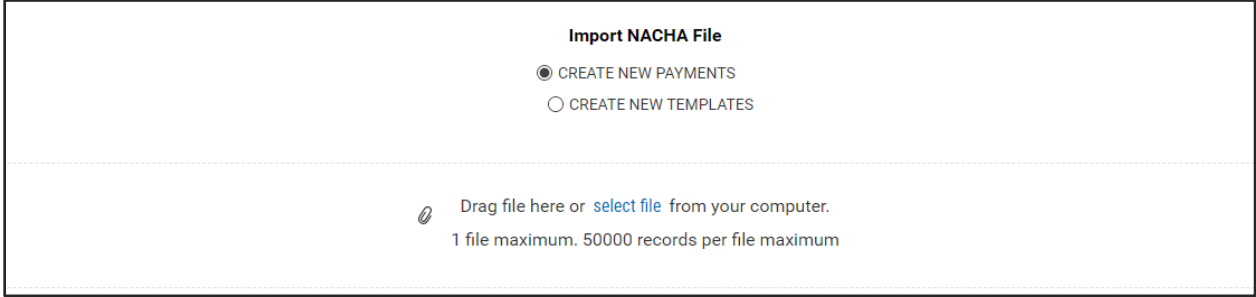 Import NACHA File
CREATE NEW PAYMENTS
CREATE NEW TEMPLATES
Drag file here or select file from your computer.
1 file maximum. 50000 records per file maximum